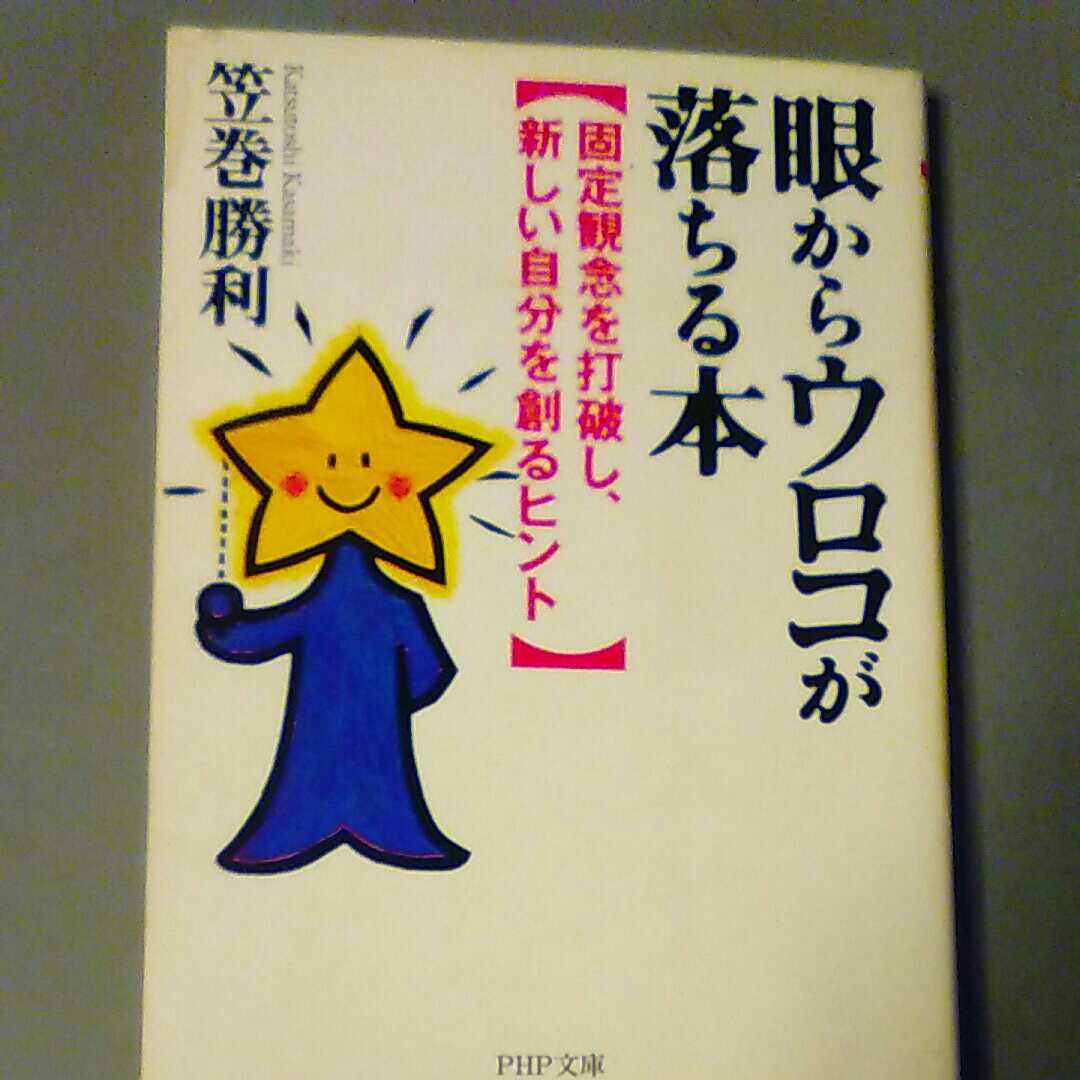 眼からウロコが
落ちる本
【固定観念を打破し、
新しい自分を創るヒント】
Katsutoshi Kasamaki
笠巻勝利
PHP文庫